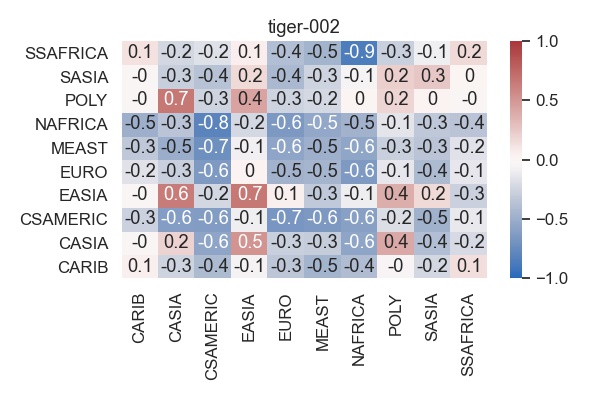 tiger-002
SSAFRICA 0.1 -0.2 -0.2 0.1 -0.4 -0.5 -0.9 -0.3 -0.1 0.2
SASIA -0 -0.3 -0.4 0.2 -0.4 -0.3 -0.1 0.2 0.3 0
POLY -0 0.7 -0.3 0.4 -0.3 -0.2 0 0.2 0 -0
NAFRICA -0.5 -0.3 -0.8 -0.2 -0.6 -0.5 -0.5 -0.1 -0.3 -0.4
MEAST -0.3 -0.5 -0.7 -0.1 -0.6 -0.5 -0.6 -0.3 -0.3 -0.2
EURO -0.2 -0.3 -0.6 0 -0.5 -0.5 -0.6 -0.1 -0.4 -0.1
EASIA -0 0.6 -0.2 0.7 0.1 -0.3 -0.1 0.4 0.2 -0.3
CSAMERIC -0.3 -0.6 -0.6 -0.1 -0.7 -0.6 -0.6 -0.2 -0.5 -0.1
CASIA -0 0.2 -0.6 0.5 -0.3 -0.3 -0.6 0.4 -0.4 -0.2
CARIB 0.1 -0.3 -0.4 -0.1 -0.3 -0.5 -0.4 -0 -0.2 0.1
CARIB CASIA CSAMERIC EASIA EURO MEAST NAFRICA POLY SASIA SSAFRICA
1.0
0.5
0.0
−0.5
−1.0